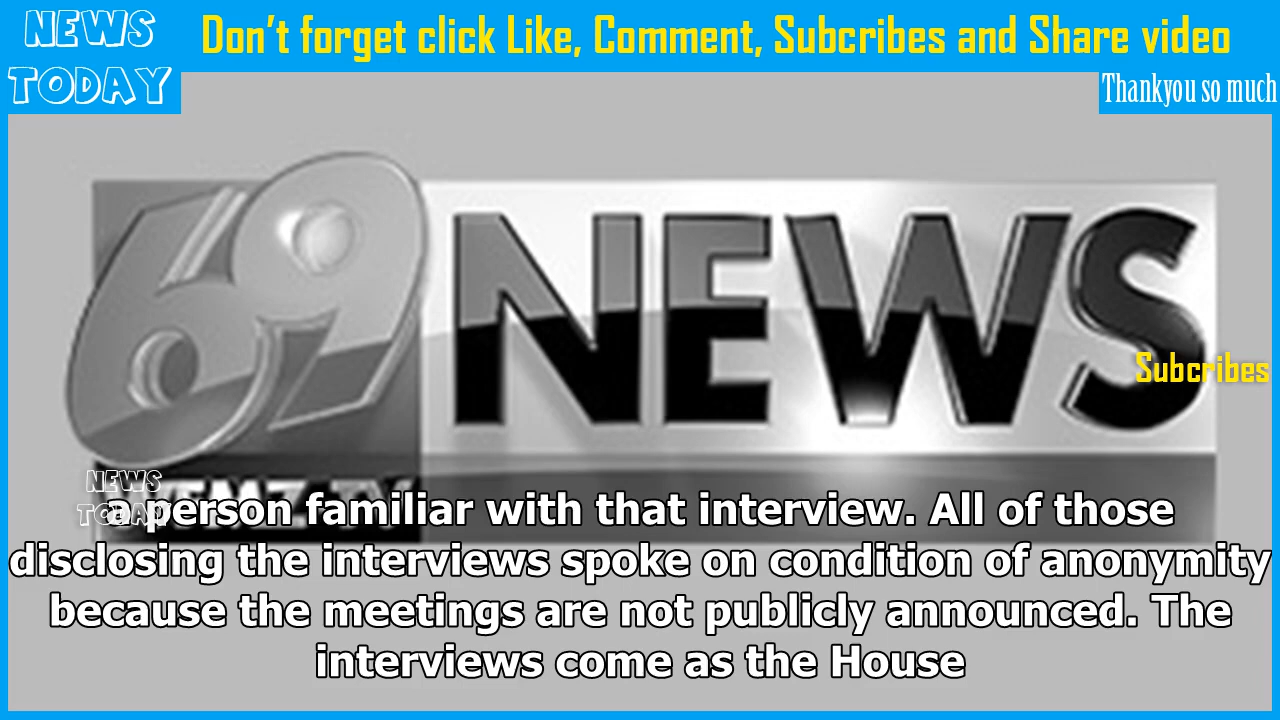 NEWS
TODAY
Don't forget click Like, Comment, Subcribes and Share video
Thankyou so much
69 NEWS
Subcribes
NEWS
TODAY
a person familiar with that interview. All of those
disclosing the interviews spoke on condition of anonymity
because the meetings are not publicly announced. The
interviews come as the House